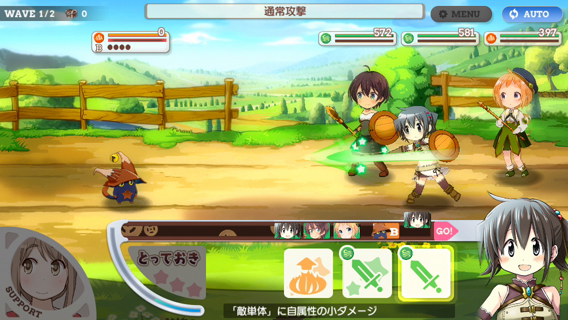 WAVE 1/2 0
通常攻撃
MENU
AUTO
0
B
572
581
397
B
GO!
とっておき
SUPPORT
「敵単体」に自属性の小ダメージ